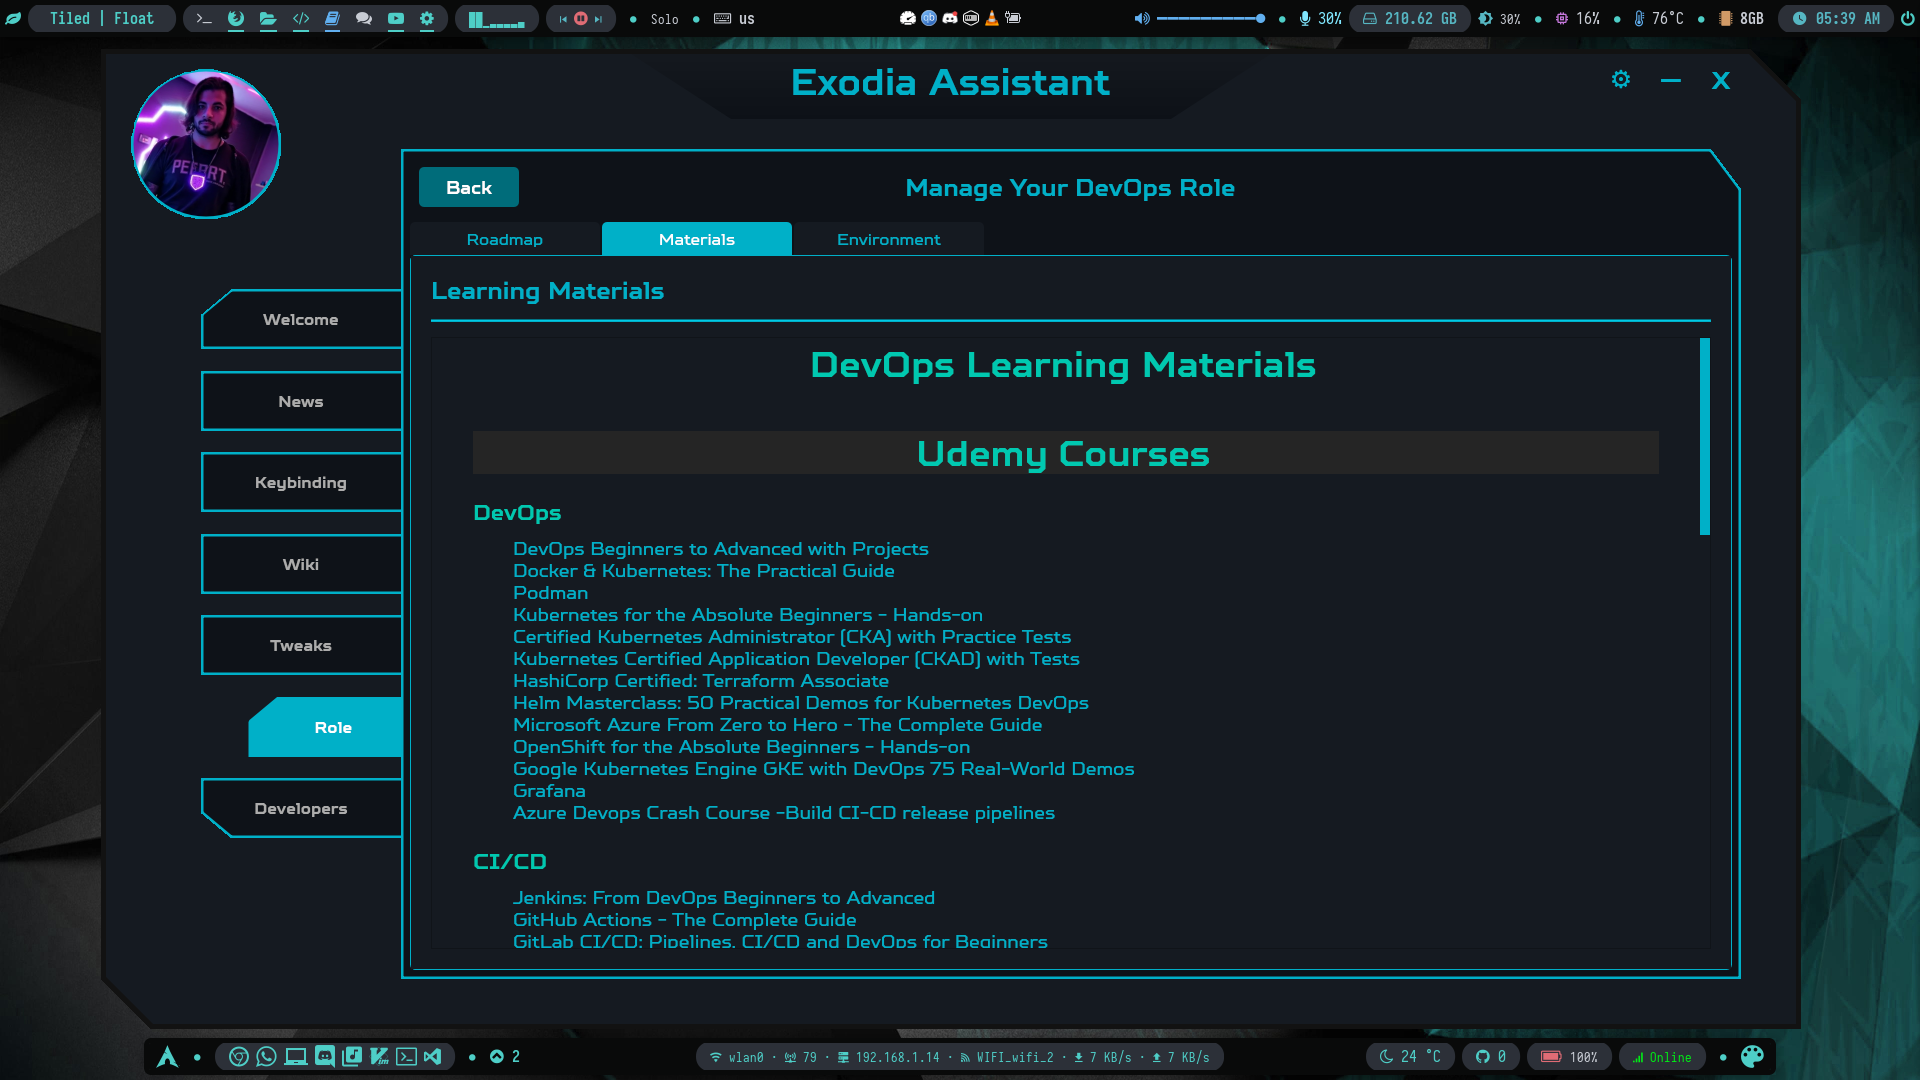 Tiled | Float
Solo
us
30%
210.62 GB
30%
16%
76°C
8GB
05:39 AM
Exodia Assistant
X
Back
Manage Your DevOps Role
Roadmap
Materials
Environment
Learning Materials
Welcome
News
Keybinding
Wiki
Tweaks
Role
Developers
DevOps Learning Materials
Udemy Courses
DevOps
DevOps Beginners to Advanced with Projects
Docker & Kubernetes: The Practical Guide
Podman
Kubernetes for the Absolute Beginners - Hands-on
Certified Kubernetes Administrator (CKA) with Practice Tests
Kubernetes Certified Application Developer (CKAD) with Tests
HashiCorp Certified: Terraform Associate
Helm Masterclass: 50 Practical Demos for Kubernetes DevOps
Microsoft Azure From Zero to Hero - The Complete Guide
OpenShift for the Absolute Beginners - Hands-on
Google Kubernetes Engine GKE with DevOps 75 Real-World Demos
Grafana
Azure Devops Crash Course -Build CI-CD release pipelines
CI/CD
Jenkins: From DevOps Beginners to Advanced
GitHub Actions - The Complete Guide
GitLab CI/CD: Pipelines, CI/CD and DevOps for Beginners
2
wlan0 · 79 · 192.168.1.14 · WIFI_wifi_2 · 7 KB/s · 7 KB/s
24 °C
0
100%
Online